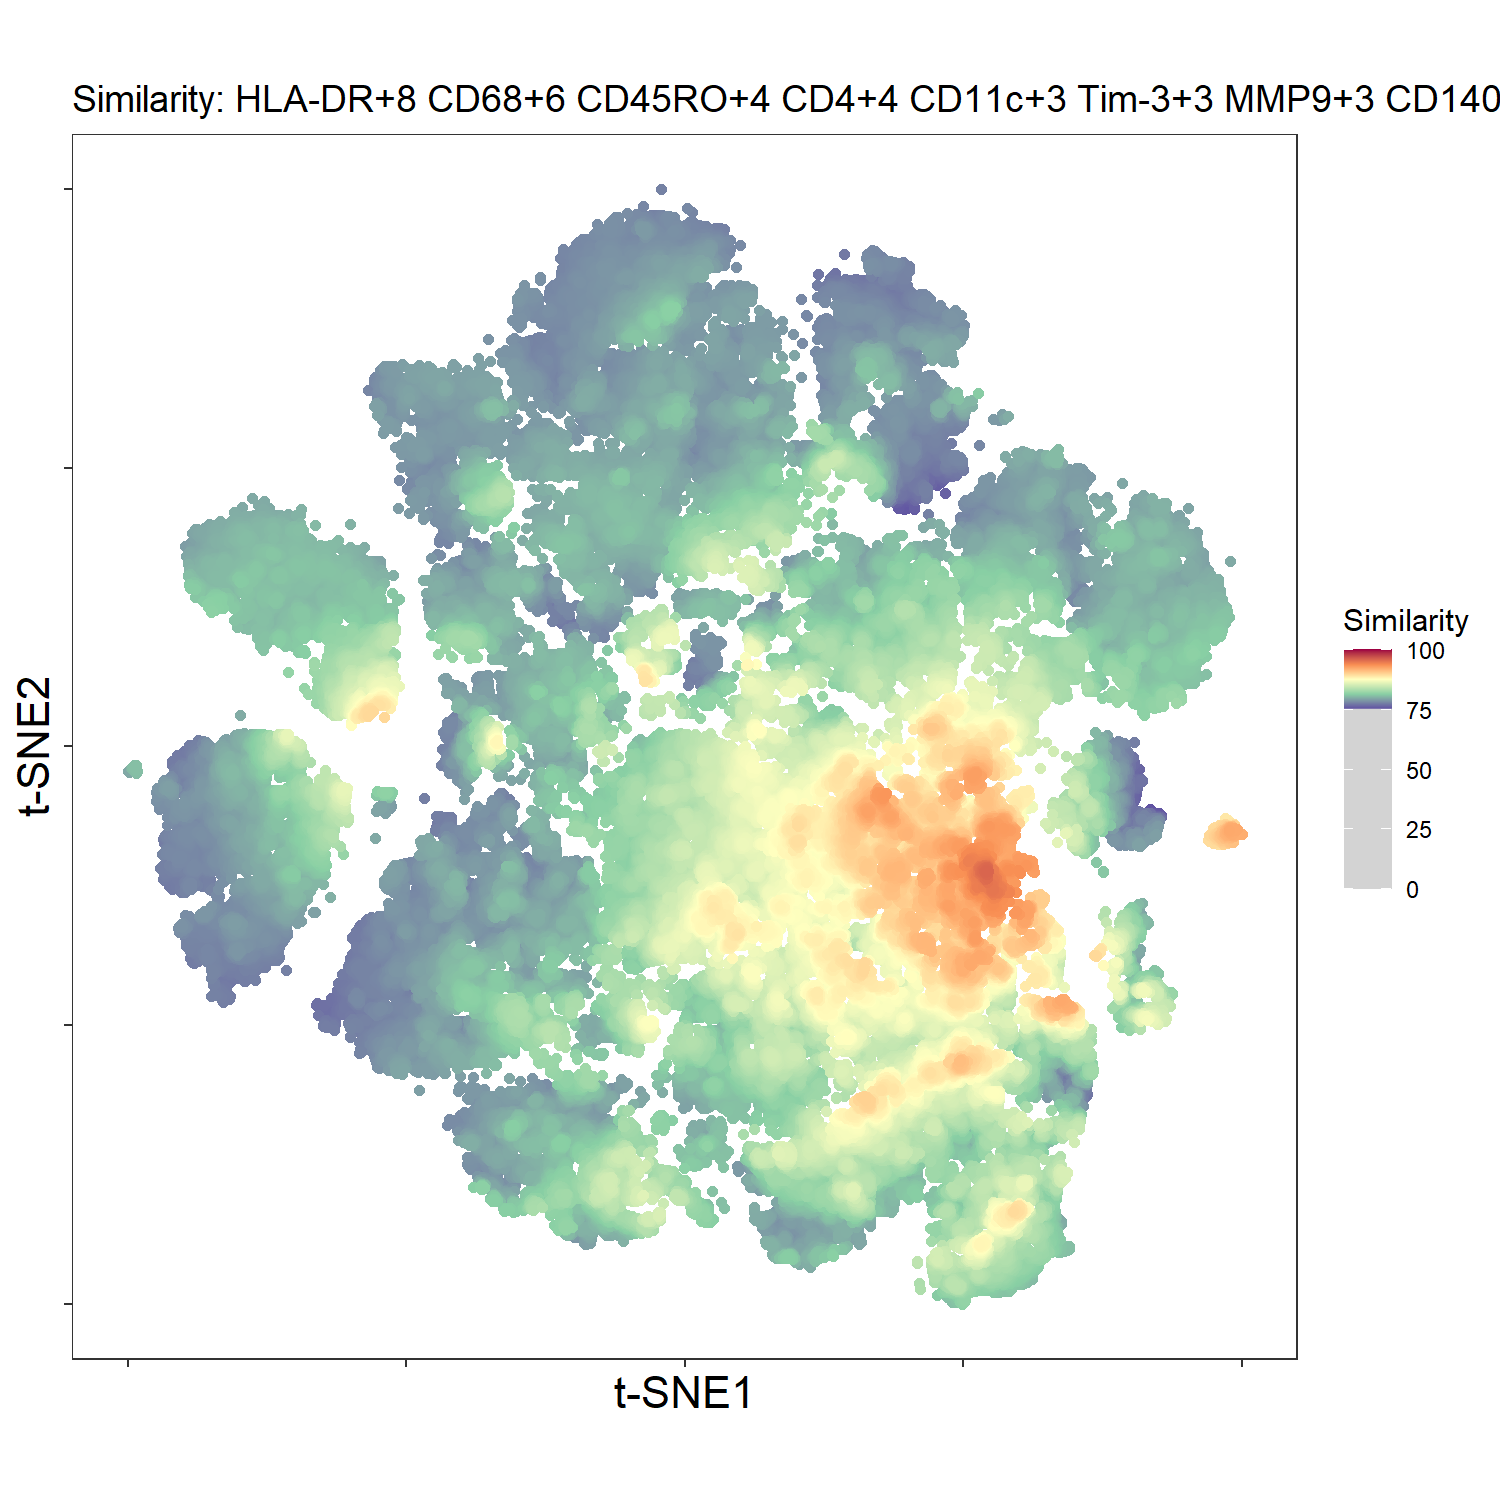 Similarity: HLA-DR+8 CD68+6 CD45RO+4 CD4+4 CD11c+3 Tim-3+3 MMP9+3 CD140
t-SNE2
Similarity
100
75
50
25
0
t-SNE1